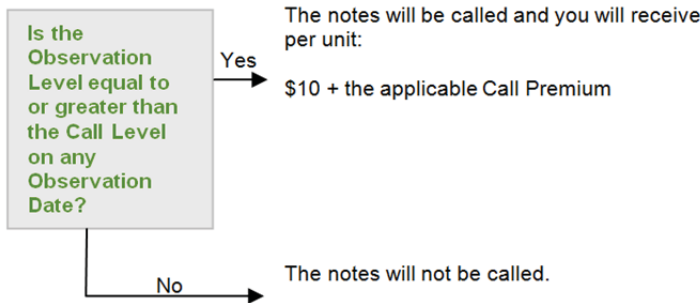 Is the
Observation
Level equal to
or greater than
the Call Level
on any
Observation
Date?
Yes
The notes will be called and you will receive
per unit:
$10 + the applicable Call Premium
No
The notes will not be called.